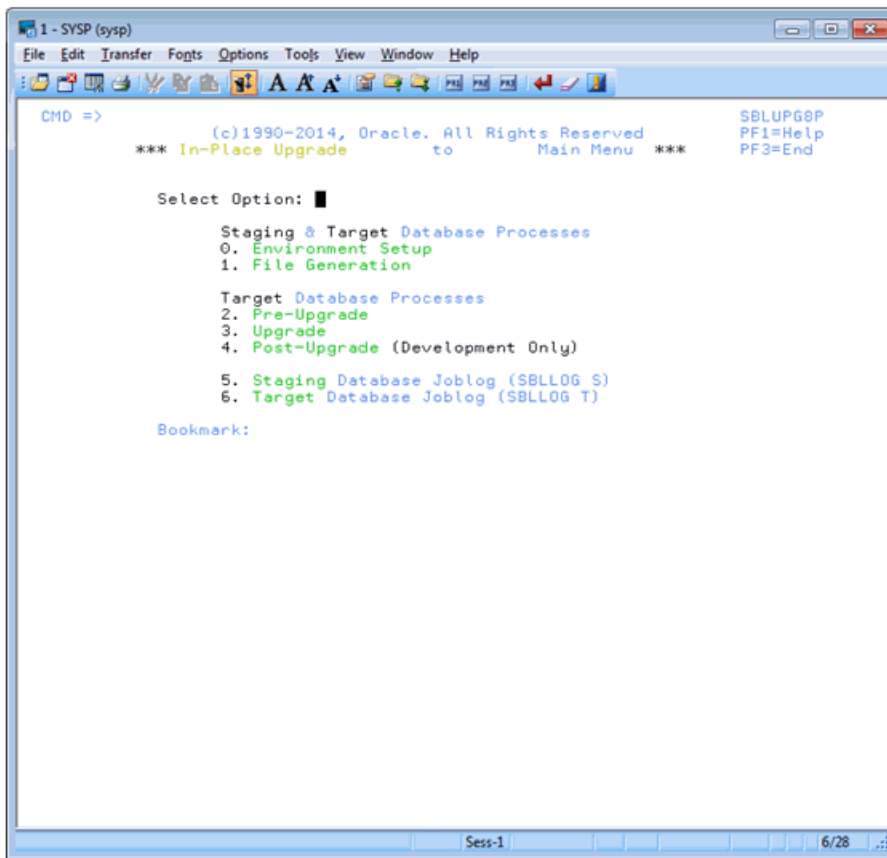 1 - SYSP (sysp)
File Edit Transfer Fonts Options Tools View Window Help
CMD => SBLUPG8P
(c)1990-2014, Oracle. All Rights Reserved PF1=Help
*** In-Place Upgrade to Main Menu *** PF3=End
Select Option:
Staging & Target Database Processes
0. Environment Setup
1. File Generation
Target Database Processes
2. Pre-Upgrade
3. Upgrade
4. Post-Upgrade (Development Only)
5. Staging Database Joblog (SBLLOG S)
6. Target Database Joblog (SBLLOG T)
Bookmark:
Sess-1 6/28